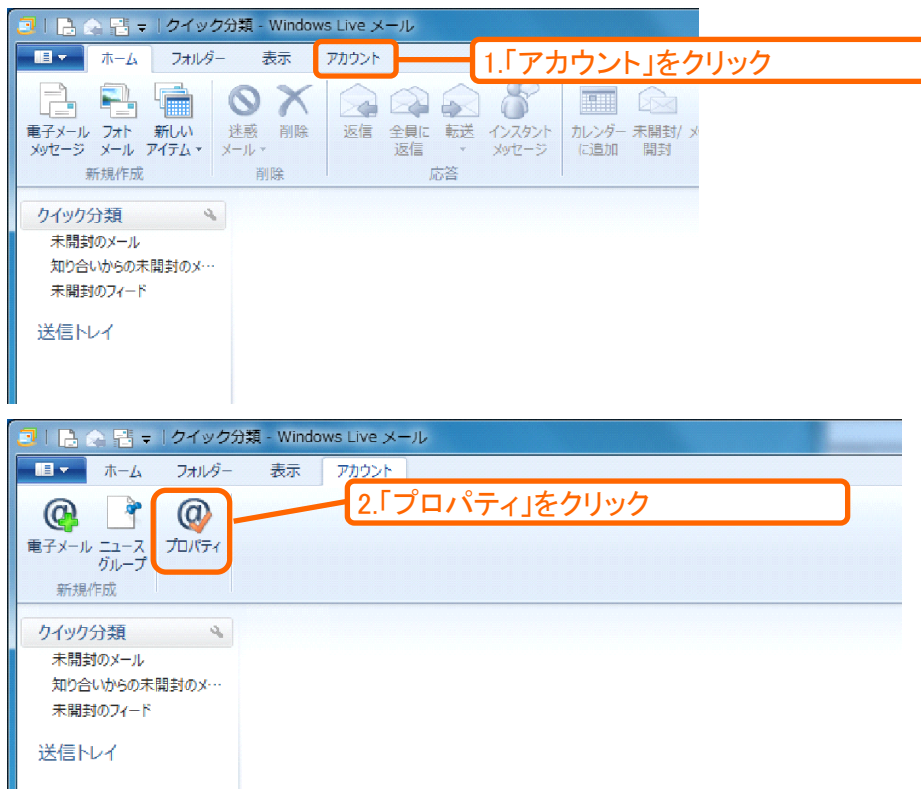 クイック分類 - Windows Live メール
ホーム フォルダー 表示 アカウント
1.「アカウント」をクリック
電子メール メッセージ
フォト メール
新しい アイテム
迷惑 メール
削除
返信
全員に 返信
転送
インスタント メッセージ
カレンダー に追加
未開封/ 開封
新規作成 削除 応答
クイック分類
未開封のメール
知り合いからの未開封のメ…
未開封のフィード
送信トレイ
クイック分類 - Windows Live メール
ホーム フォルダー 表示 アカウント
2.「プロパティ」をクリック
電子メール
ニュース グループ
プロパティ
新規作成
クイック分類
未開封のメール
知り合いからの未開封のメ…
未開封のフィード
送信トレイ